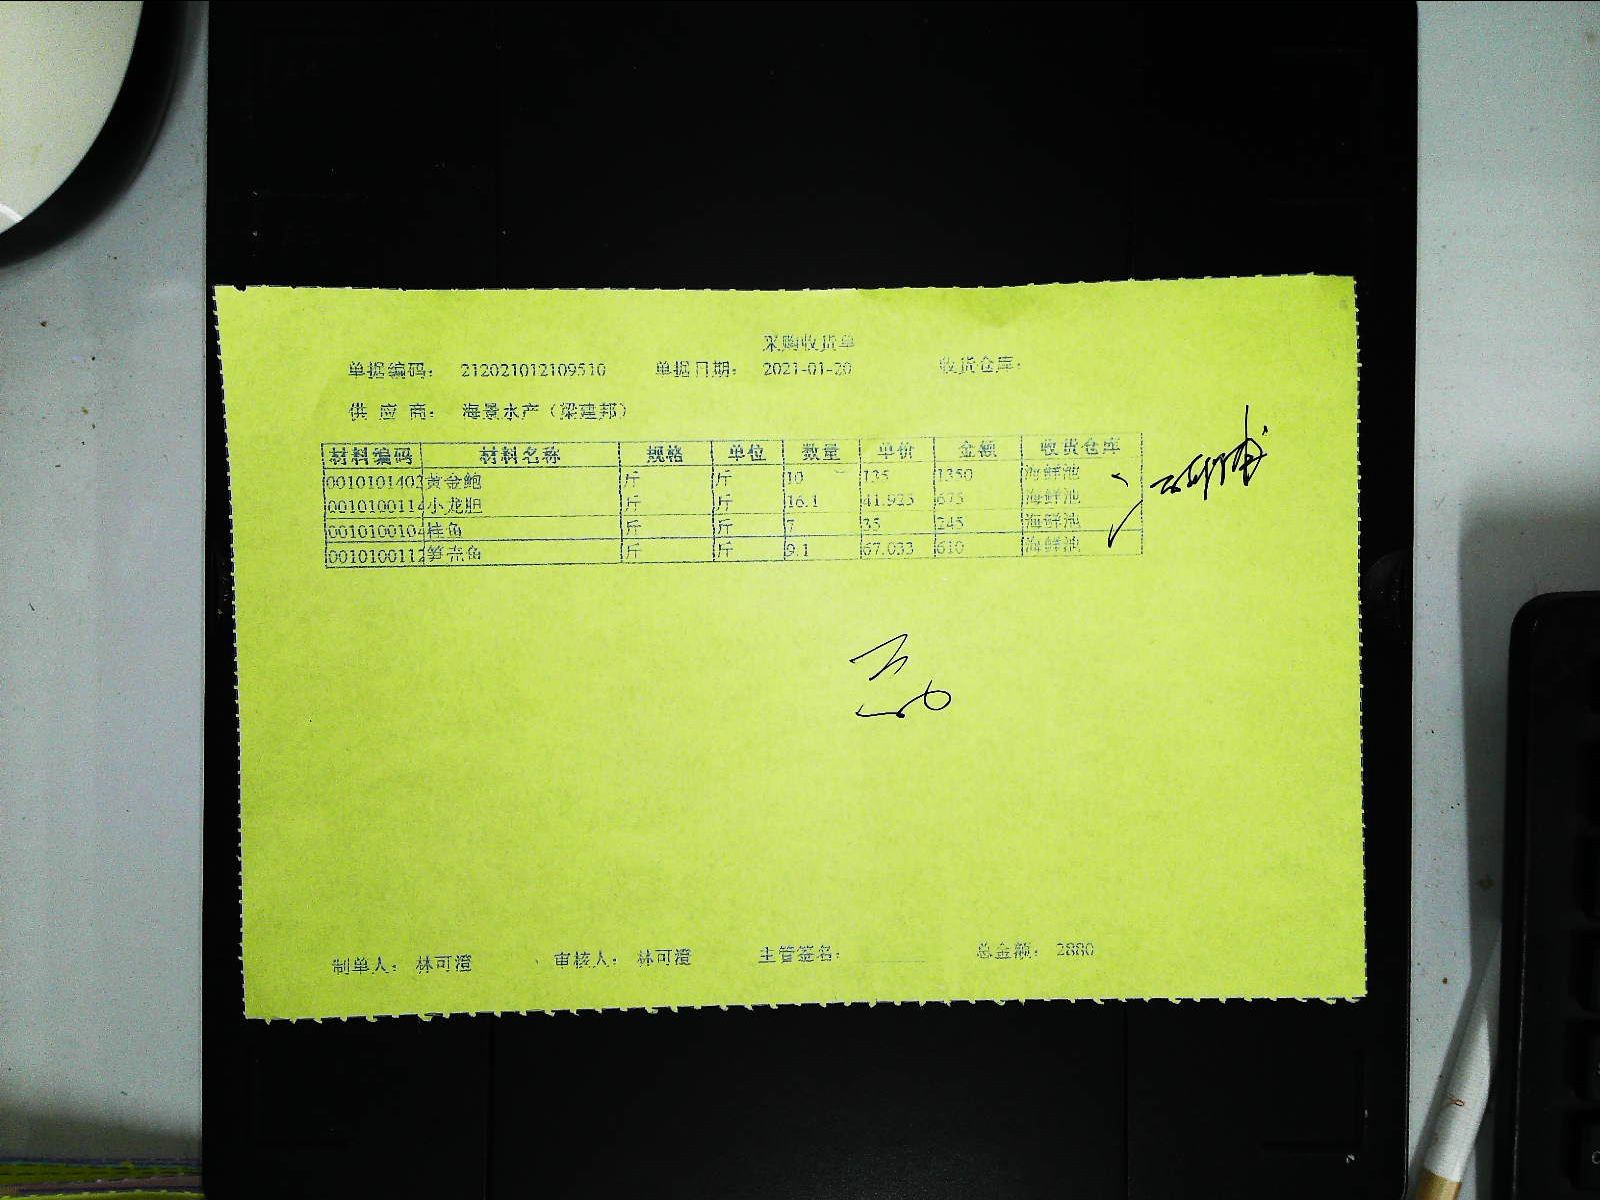 采购收货单
单据编码： 212021012109510 单据日期： 2021-01-20 收货仓库：
供 应 商： 海景水产（梁建邦）
材料编码 材料名称 规格 单位 数量 单价 金额 收货仓库
0010101402 黄金鲍 斤 斤 10 135 1350 海鲜池
0010100114 小龙胆 斤 斤 16.1 41.925 675 海鲜池
0010100104 桂鱼 斤 斤 7 35 245 海鲜池
0010100112 笋壳鱼 斤 斤 9.1 67.033 610 海鲜池
制单人： 林可澄 审核人： 林可澄 主管签名： 总金额： 2880